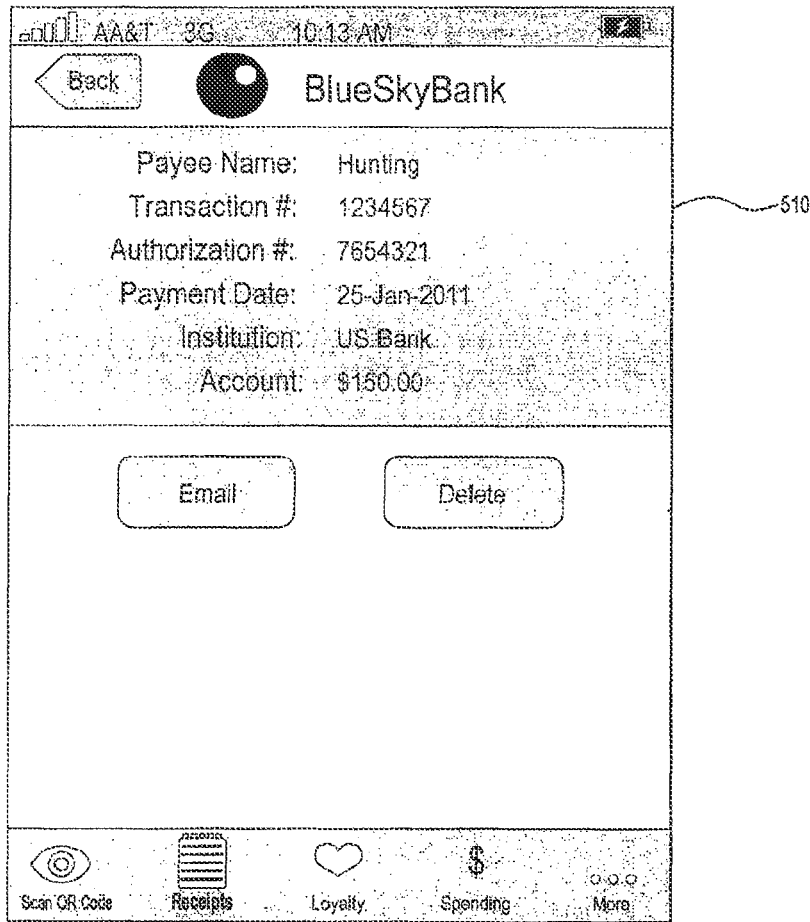 AA&T 3G 10:13 AM
Back BlueSkyBank
Payee Name: Hunting
Transaction #: 1234567
Authorization #: 7654321
Payment Date: 25-Jan-2011
Institution: US Bank
Account: $150.00
510
Email Delete
Scan QR Code Receipts Loyalty Spending More